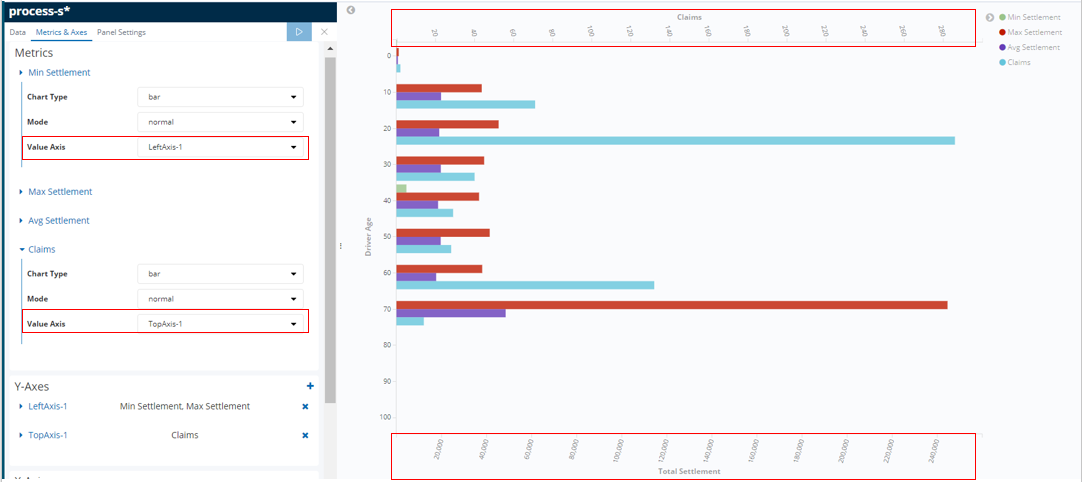 process-s*
Data Metrics & Axes Panel Settings
Metrics
Min Settlement
Chart Type bar
Mode normal
Value Axis LeftAxis-1
Max Settlement
Avg Settlement
Claims
Chart Type bar
Mode normal
Value Axis TopAxis-1
Y-Axes
LeftAxis-1 Min Settlement, Max Settlement
TopAxis-1 Claims
Claims
20 40 60 80 100 120 140 160 180 200 220 240 260 280
0
10
20
30
40
50
60
70
80
90
100
Driver Age
20,000 40,000 60,000 80,000 100,000 120,000 140,000 160,000 180,000 200,000 220,000 240,000
Total Settlement
Min Settlement
Max Settlement
Avg Settlement
Claims